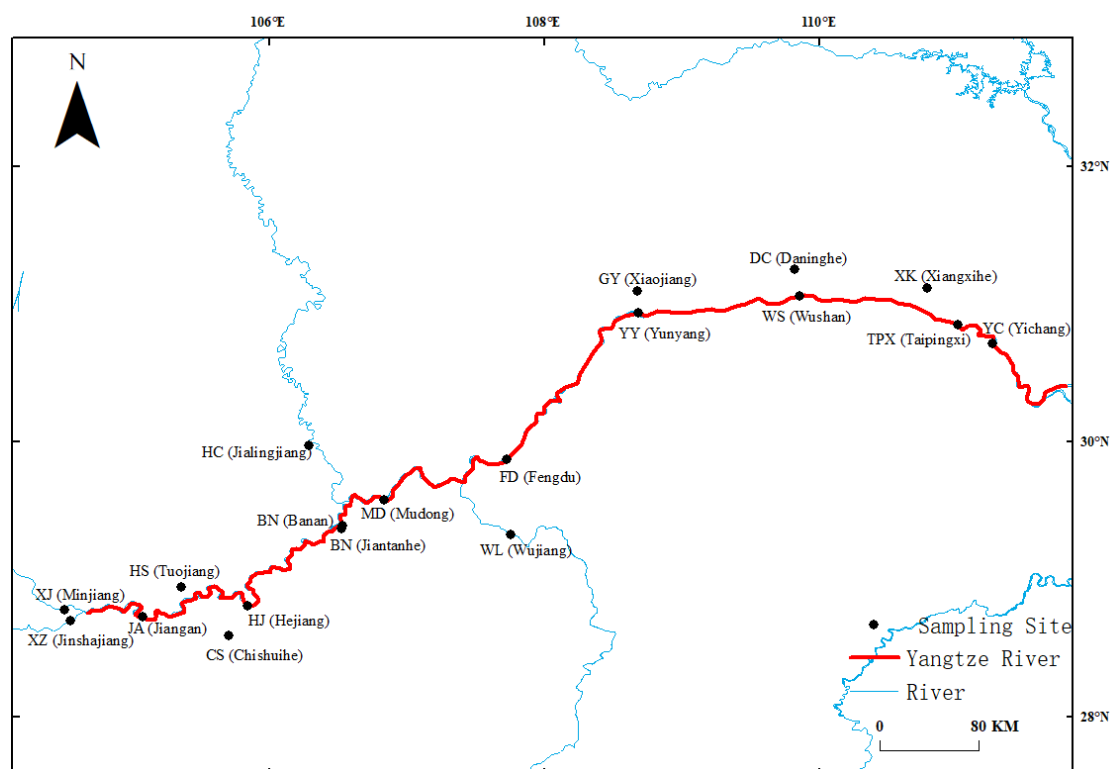 106°E
108°E
110°E
N
32°N
DC (Daninghe)
GY (Xiaojiang)
XK (Xiangxihe)
WS (Wushan)
YY (Yunyang)
TPX (Taipingxi)
YC (Yichang)
30°N
HC (Jialingjiang)
FD (Fengdu)
MD (Mudong)
BN (Banan)
BN (Jiantanhe)
WL (Wujiang)
HS (Tuojiang)
XJ (Minjiang)
HJ (Hejiang)
JA (Jiangan)
XZ (Jinshajiang)
CS (Chishuihe)
Sampling Site
Yangtze River
River
28°N
0 80 KM